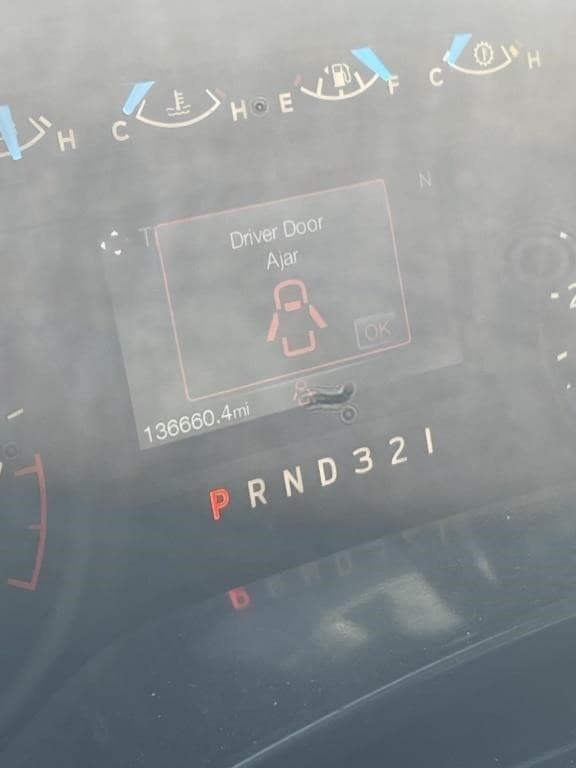 H C H E F C H
N
Driver Door
Ajar
OK
136660.4mi
P R N D 3 2 1